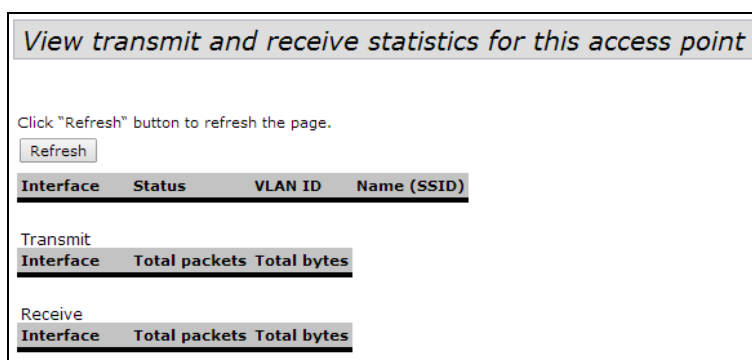 View transmit and receive statistics for this access point
Click "Refresh" button to refresh the page.
Refresh
Interface Status VLAN ID Name (SSID)
Transmit
Interface Total packets Total bytes
Receive
Interface Total packets Total bytes